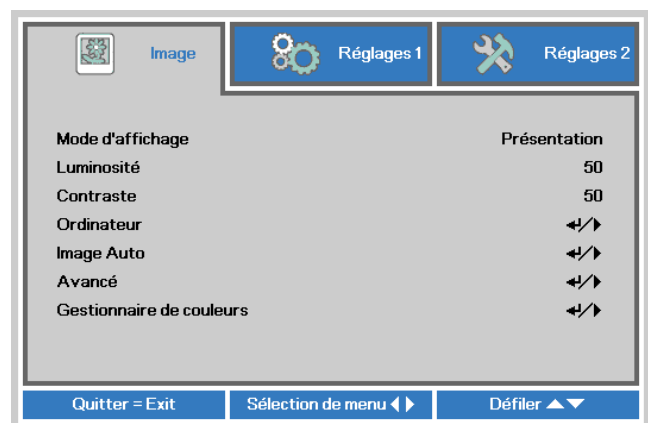 Image Réglages 1 Réglages 2
Mode d'affichage Présentation
Luminosité 50
Contraste 50
Ordinateur ↵/▶
Image Auto ↵/▶
Avancé ↵/▶
Gestionnaire de couleurs ↵/▶
Quitter = Exit Sélection de menu ◀▶ Défiler ▲▼